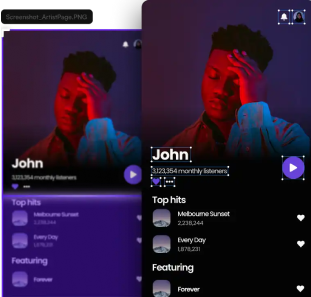 Screenshot_ArtistPage.PNG
John
3,123,354 monthly listeners
Top hits
Melbourne Sunset
2,238,244
Every Day
1,878,231
Featuring
Forever
John
3,123,354 monthly listeners
Top hits
Melbourne Sunset
2,238,244
Every Day
1,878,231
Featuring
Forever